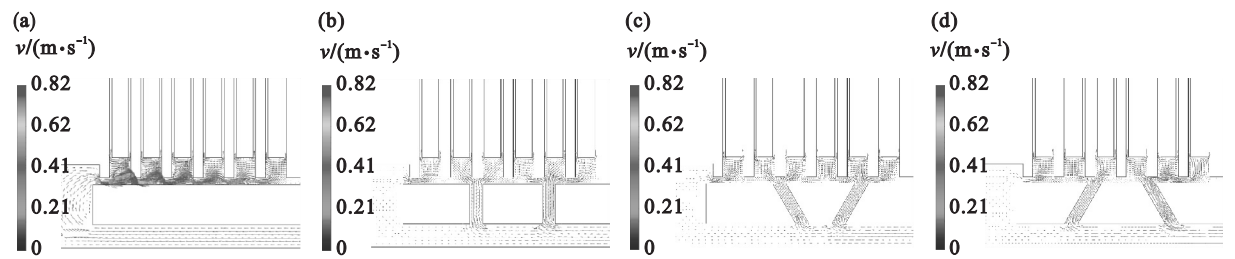 (a) (b) (c) (d)
v/(m·s⁻¹) v/(m·s⁻¹) v/(m·s⁻¹) v/(m·s⁻¹)
0.82 0.82 0.82 0.82
0.62 0.62 0.62 0.62
0.41 0.41 0.41 0.41
0.21 0.21 0.21 0.21
0 0 0 0